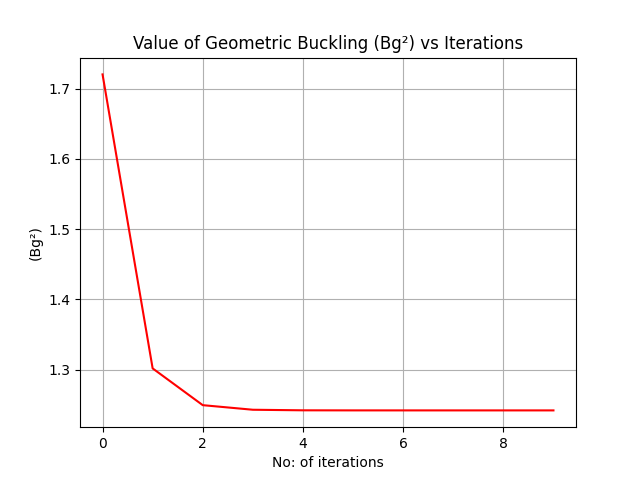 Value of Geometric Buckling (Bg²) vs Iterations
1.7
1.6
1.5
1.4
1.3
(Bg²)
0 2 4 6 8
No: of iterations